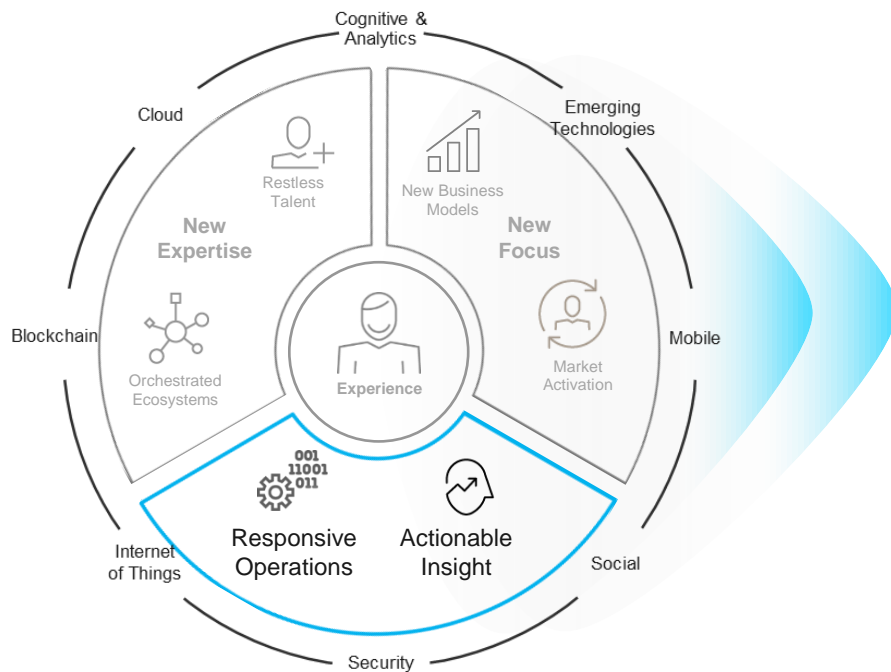 Cognitive &
Analytics
Cloud
Emerging
Technologies
Restless
Talent
New Business
Models
New
Expertise
New
Focus
Blockchain
Mobile
Orchestrated
Ecosystems
Experience
Market
Activation
001
11001
011
Responsive
Operations
Actionable
Insight
Internet
of Things
Social
Security